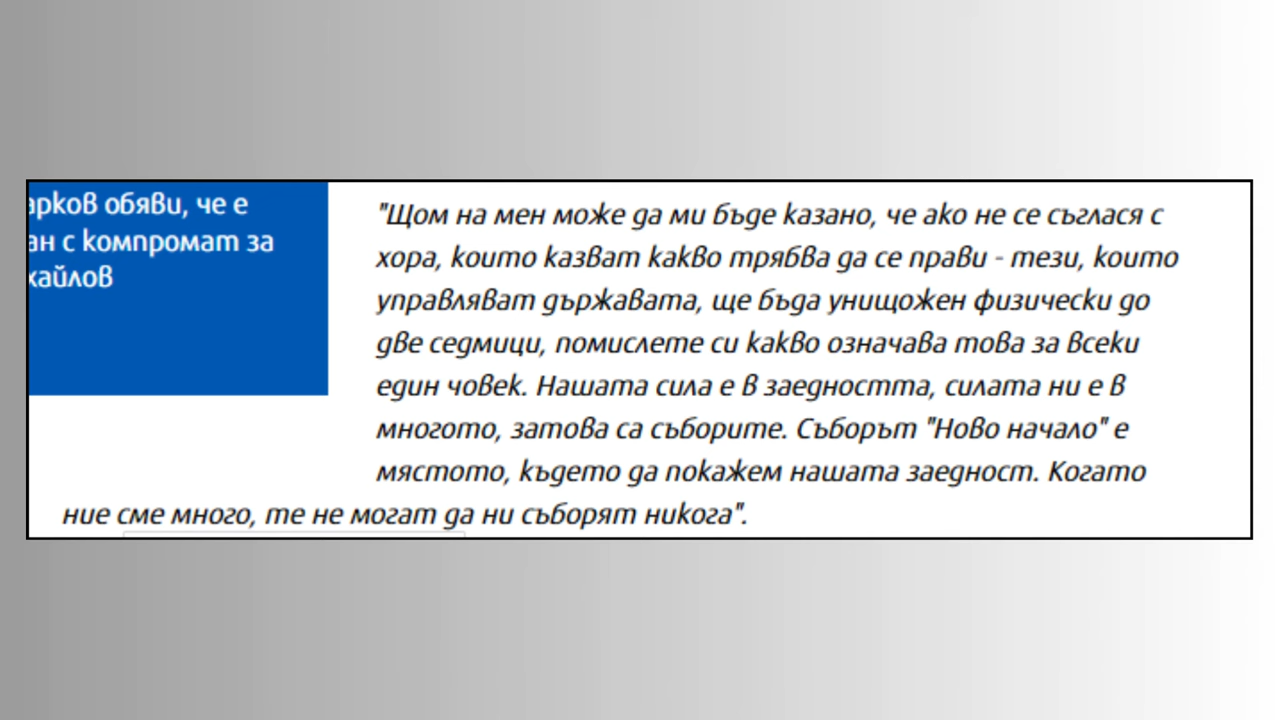 арков обяви, че е
ан с компромат за
хайлов
"Щом на мен може да ми бъде казано, че ако не се съглася с
хора, които казват какво трябва да се прави - тези, които
управляват държавата, ще бъда унищожен физически до
две седмици, помислете си какво означава това за всеки
един човек. Нашата сила е в заедността, силата ни е в
многото, затова са съборите. Съборът "Ново начало" е
мястото, където да покажем нашата заедност. Когато
ние сме много, те не могат да ни съборят никога".